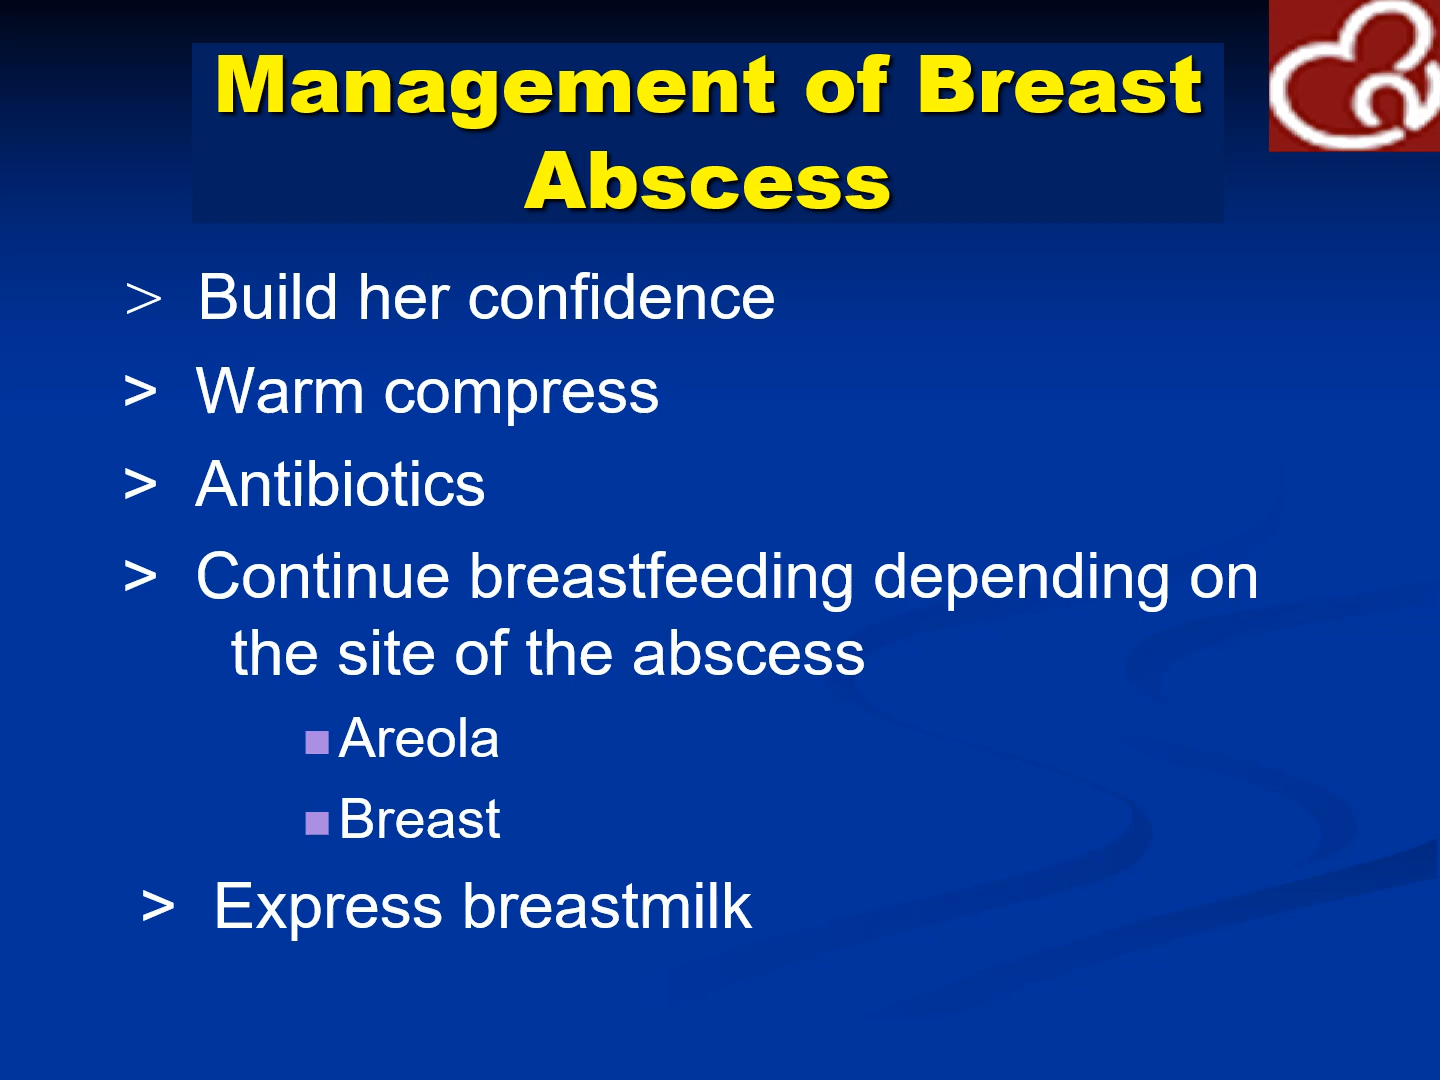 Management of Breast
Abscess
> Build her confidence
> Warm compress
> Antibiotics
> Continue breastfeeding depending on
the site of the abscess
Areola
Breast
> Express breastmilk